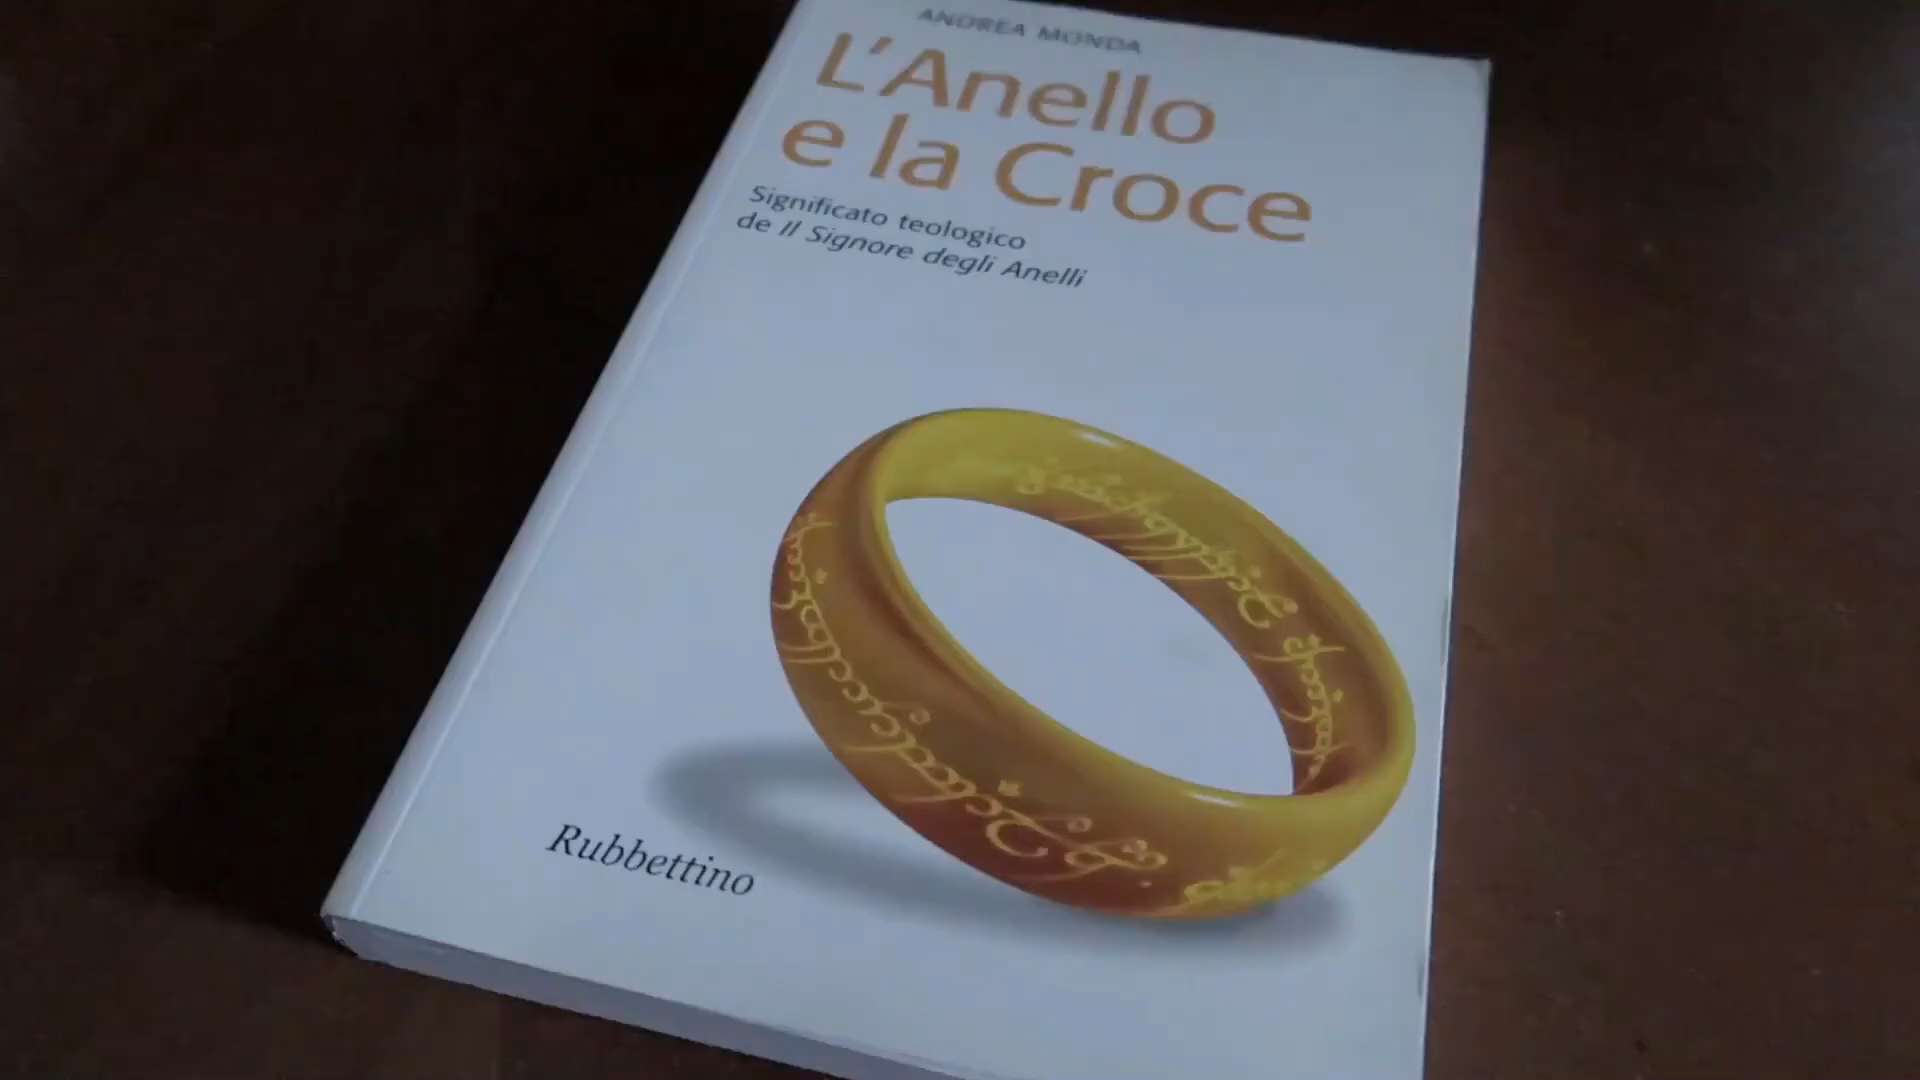 ANDREA MONDA
L'Anello
e la Croce
Significato teologico
de Il Signore degli Anelli
Rubbettino